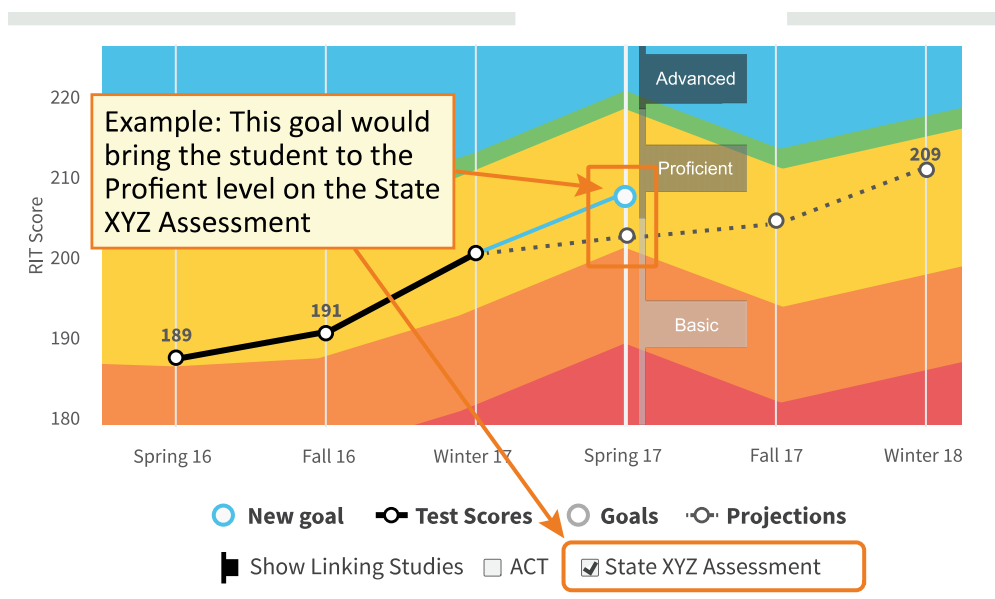 Advanced
220
Example: This goal would
bring the student to the
Profient level on the State
XYZ Assessment
210
209
Proficient
RIT Score
200
191
Basic
190
189
180
Spring 16 Fall 16 Winter 17 Spring 17 Fall 17 Winter 18
New goal Test Scores Goals Projections
Show Linking Studies ACT State XYZ Assessment